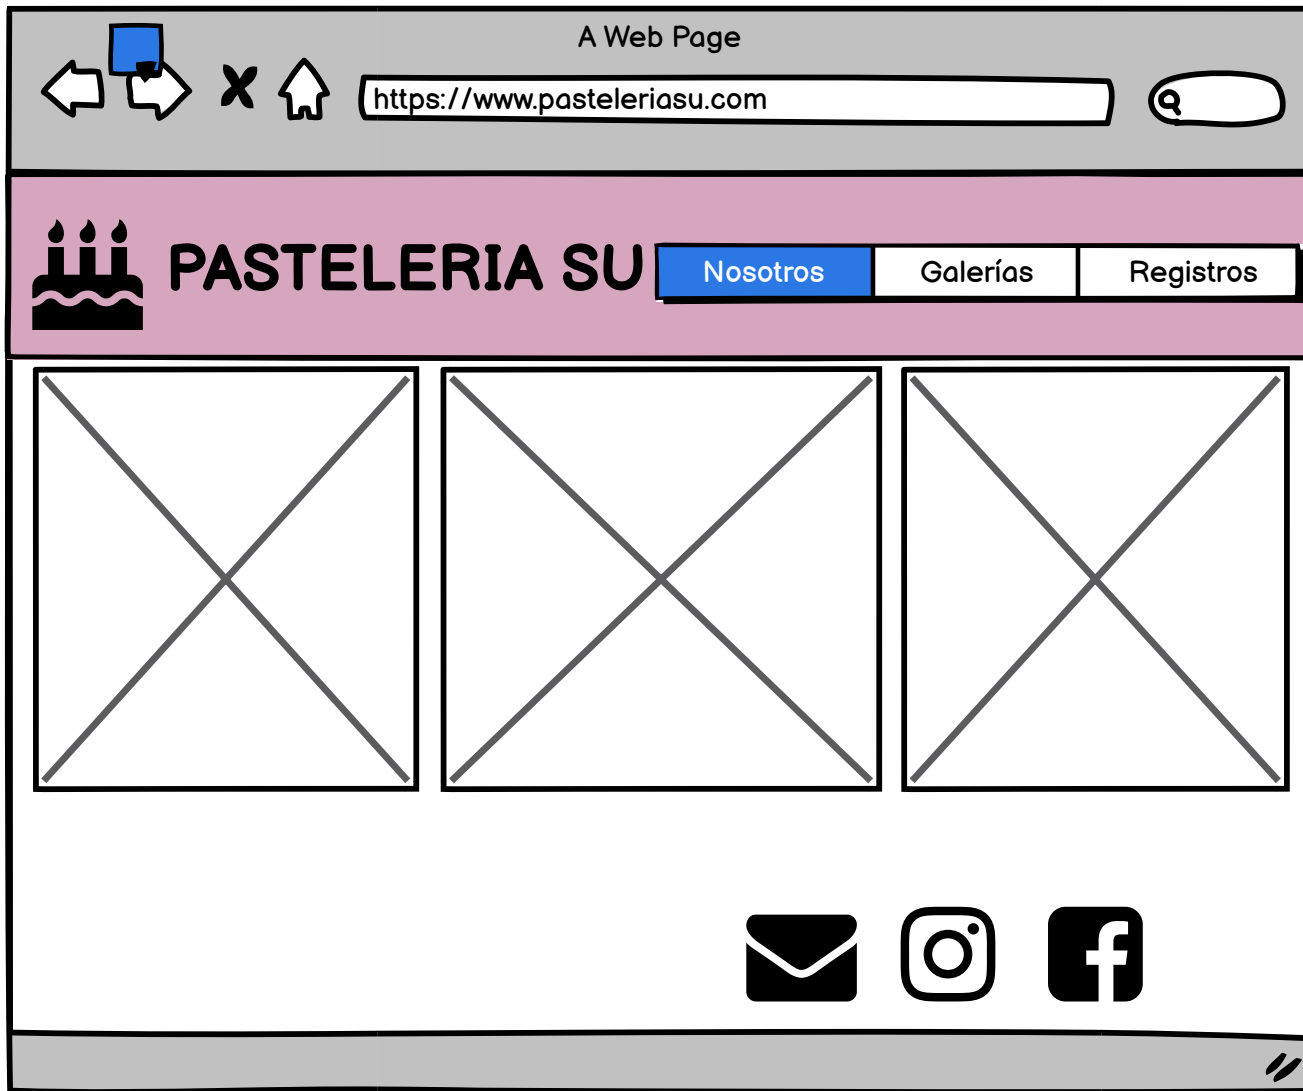 A Web Page
https://www.pasteleriasu.com
PASTELERIA SU
Nosotros
Galerías
Registros